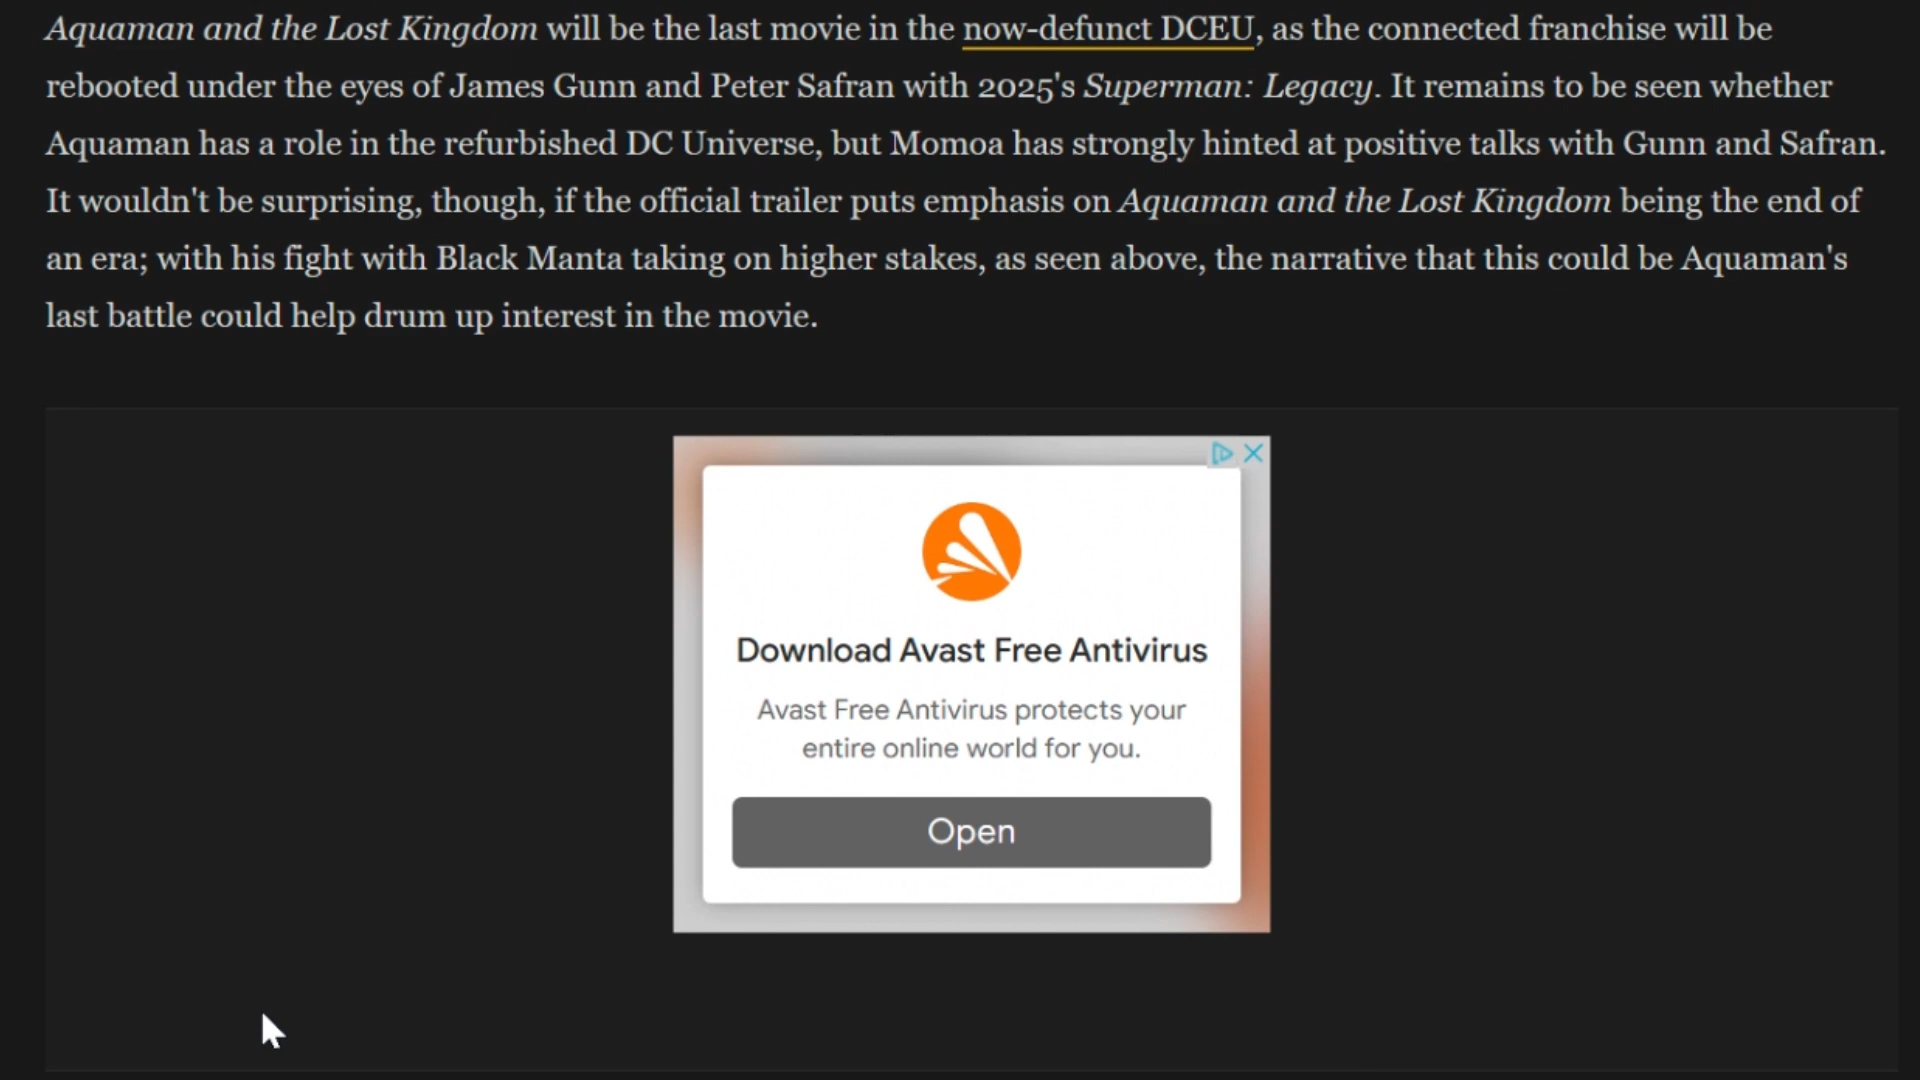 Aquaman and the Lost Kingdom will be the last movie in the now-defunct DCEU, as the connected franchise will be
rebooted under the eyes of James Gunn and Peter Safran with 2025's Superman: Legacy. It remains to be seen whether
Aquaman has a role in the refurbished DC Universe, but Momoa has strongly hinted at positive talks with Gunn and Safran.
It wouldn't be surprising, though, if the official trailer puts emphasis on Aquaman and the Lost Kingdom being the end of
an era; with his fight with Black Manta taking on higher stakes, as seen above, the narrative that this could be Aquaman's
last battle could help drum up interest in the movie.
Download Avast Free Antivirus
Avast Free Antivirus protects your
entire online world for you.
Open